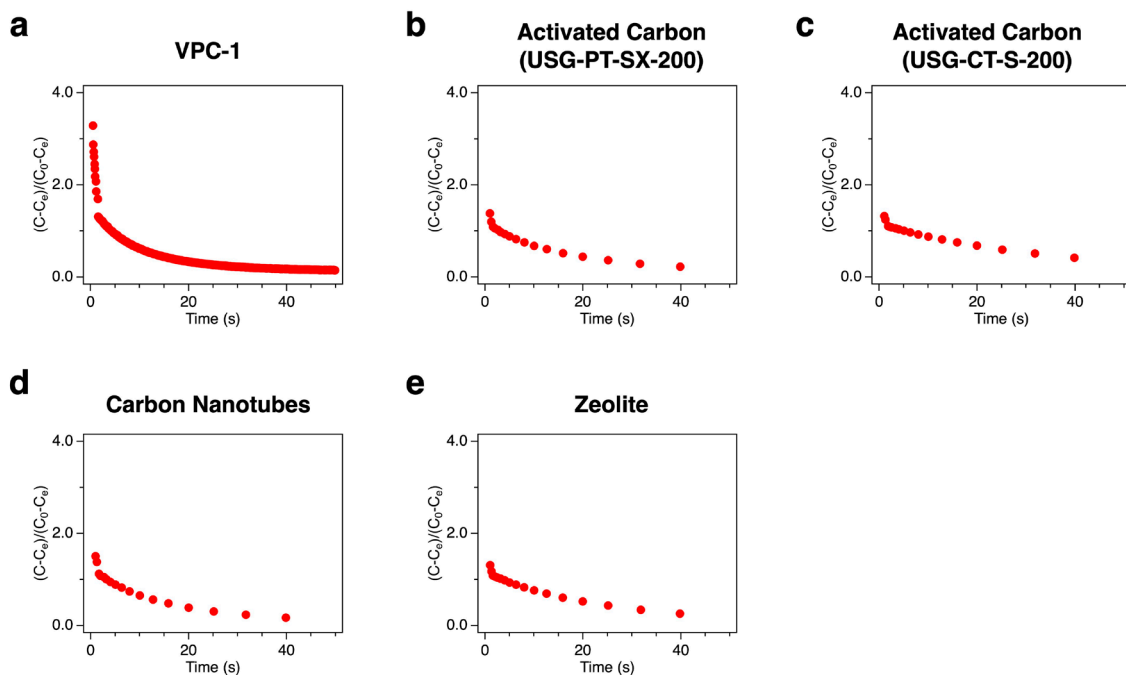 a
VPC-1
(C-Cₑ)/(C₀-Cₑ)
4.0
2.0
0.0
0
20
40
Time (s)
b
Activated Carbon
(USG-PT-SX-200)
(C-Cₑ)/(C₀-Cₑ)
4.0
2.0
0.0
0
20
40
Time (s)
c
Activated Carbon
(USG-CT-S-200)
(C-Cₑ)/(C₀-Cₑ)
4.0
2.0
0.0
0
20
40
Time (s)
d
Carbon Nanotubes
(C-Cₑ)/(C₀-Cₑ)
4.0
2.0
0.0
0
20
40
Time (s)
e
Zeolite
(C-Cₑ)/(C₀-Cₑ)
4.0
2.0
0.0
0
20
40
Time (s)